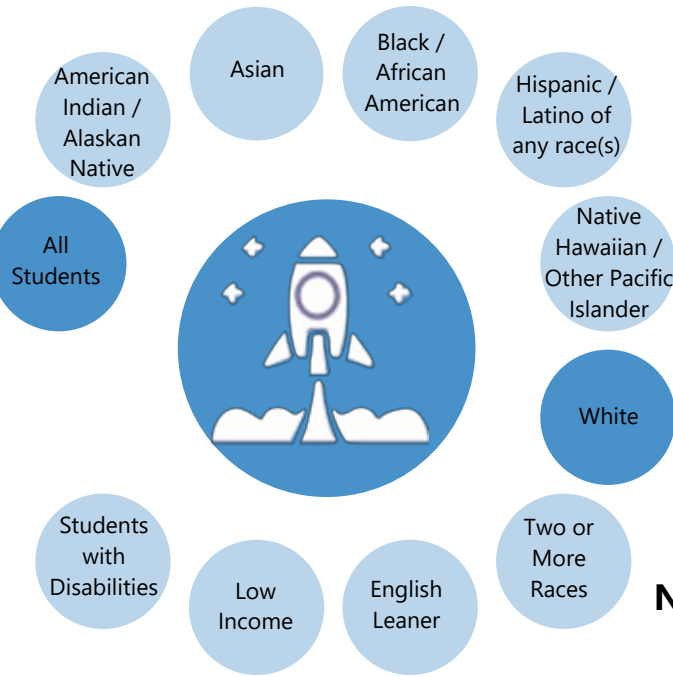 American
Indian /
Alaskan
Native
Asian
Black /
African
American
Hispanic /
Latino of
any race(s)
All
Students
Native
Hawaiian /
Other Pacific
Islander
White
Students
with
Disabilities
Low
Income
English
Leaner
Two or
More
Races
N